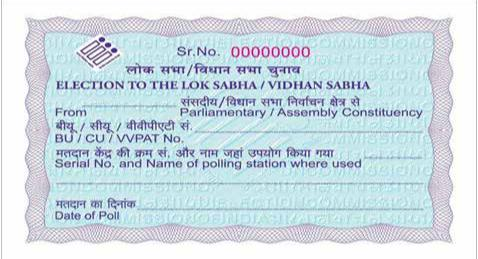 Sr.No. 00000000
लोक सभा/विधान सभा चुनाव
ELECTION TO THE LOK SABHA / VIDHAN SABHA
संसदीय/विधान सभा निर्वाचन क्षेत्र से
From Parliamentary / Assembly Constituency
बीयू / सीयू / वीवीपीएटी सं.
BU / CU / VVPAT No.
मतदान केंद्र की क्रम सं. और नाम जहां उपयोग किया गया
Serial No. and Name of polling station where used
मतदान का दिनांक
Date of Poll